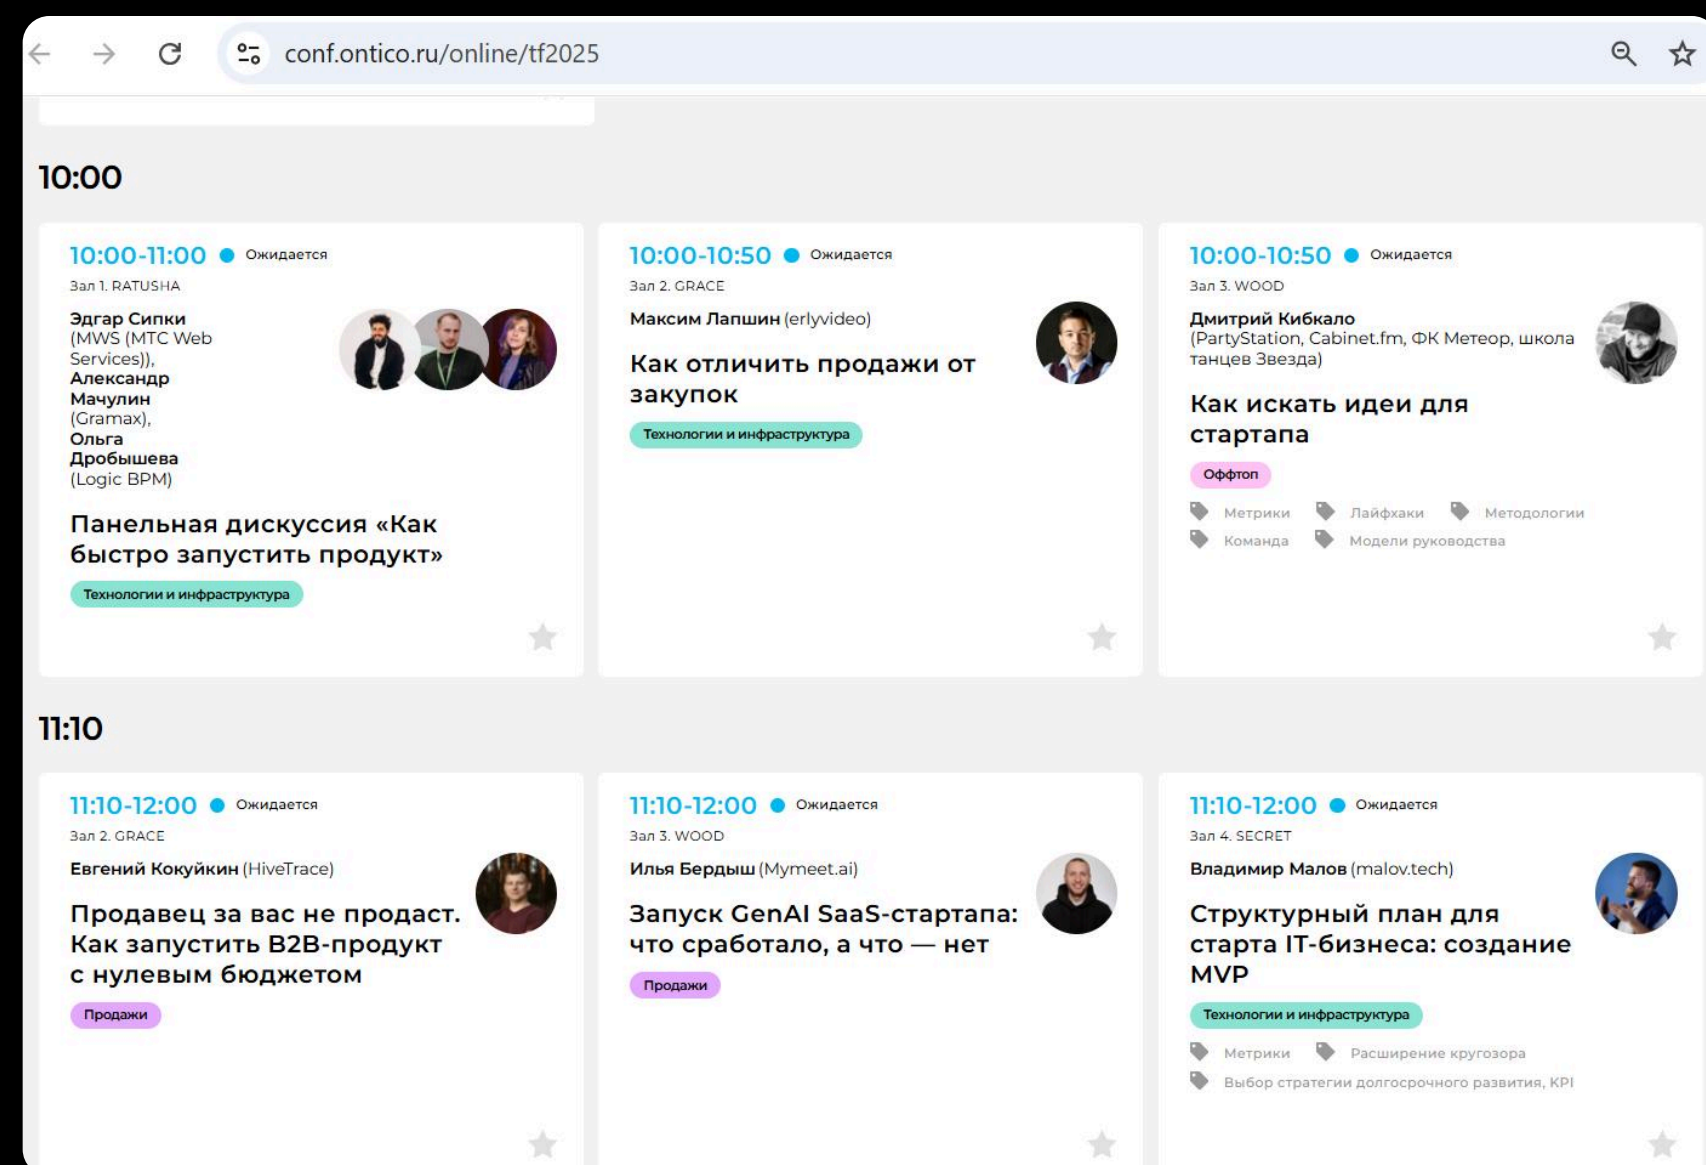 conf.ontico.ru/online/tf2025
10:00
10:00-11:00 Ожидается
Зал 1. RATUSHA
Эдгар Сипки
(MWS (МТС Web
Services)),
Александр
Мачулин
(Gramax),
Ольга
Дробышева
(Logic BPM)
Панельная дискуссия «Как
быстро запустить продукт»
Технологии и инфраструктура
10:00-10:50 Ожидается
Зал 2. GRACE
Максим Лапшин (erlyvideo)
Как отличить продажи от
закупок
Технологии и инфраструктура
10:00-10:50 Ожидается
Зал 3. WOOD
Дмитрий Кибкало
(PartyStation, Cabinet.fm, ФК Метеор, школа
танцев Звезда)
Как искать идеи для
стартапа
Оффтоп
Метрики Лайфхаки Методологии
Команда Модели руководства
11:10
11:10-12:00 Ожидается
Зал 2. GRACE
Евгений Кокуйкин (HiveTrace)
Продавец за вас не продаст.
Как запустить B2B-продукт
с нулевым бюджетом
Продажи
11:10-12:00 Ожидается
Зал 3. WOOD
Илья Бердыш (Mymeet.ai)
Запуск GenAI SaaS-стартапа:
что сработало, а что — нет
Продажи
11:10-12:00 Ожидается
Зал 4. SECRET
Владимир Малов (malov.tech)
Структурный план для
старта IT-бизнеса: создание
MVP
Технологии и инфраструктура
Метрики Расширение кругозора
Выбор стратегии долгосрочного развития, KPI